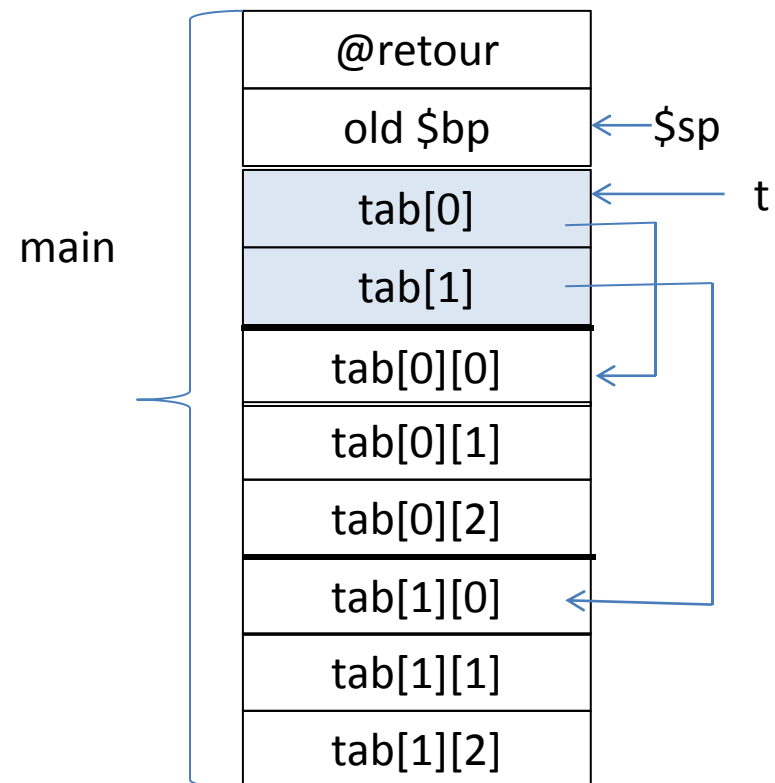 @retour
old $bp
$sp
tab[0]
t
main
tab[1]
tab[0][0]
tab[0][1]
tab[0][2]
tab[1][0]
tab[1][1]
tab[1][2]